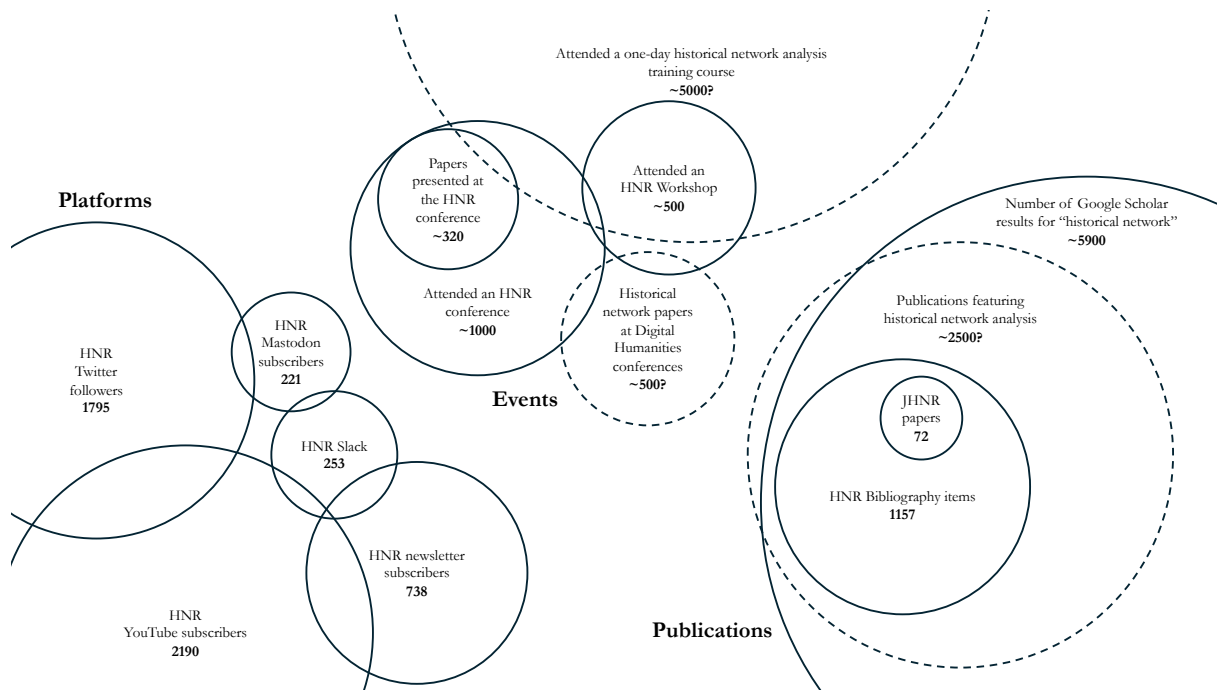 Platforms
HNR
Twitter
followers
1795
HNR
Mastodon
subscribers
221
HNR Slack
253
HNR newsletter
subscribers
738
HNR
YouTube subscribers
2190
Attended a one-day historical network analysis
training course
~5000?
Papers
presented at
the HNR
conference
~320
Attended an
HNR Workshop
~500
Attended an HNR
conference
~1000
Historical
network papers
at Digital
Humanities
conferences
~500?
Events
Number of Google Scholar
results for “historical network”
~5900
Publications featuring
historical network analysis
~2500?
JHNR
papers
72
HNR Bibliography items
1157
Publications